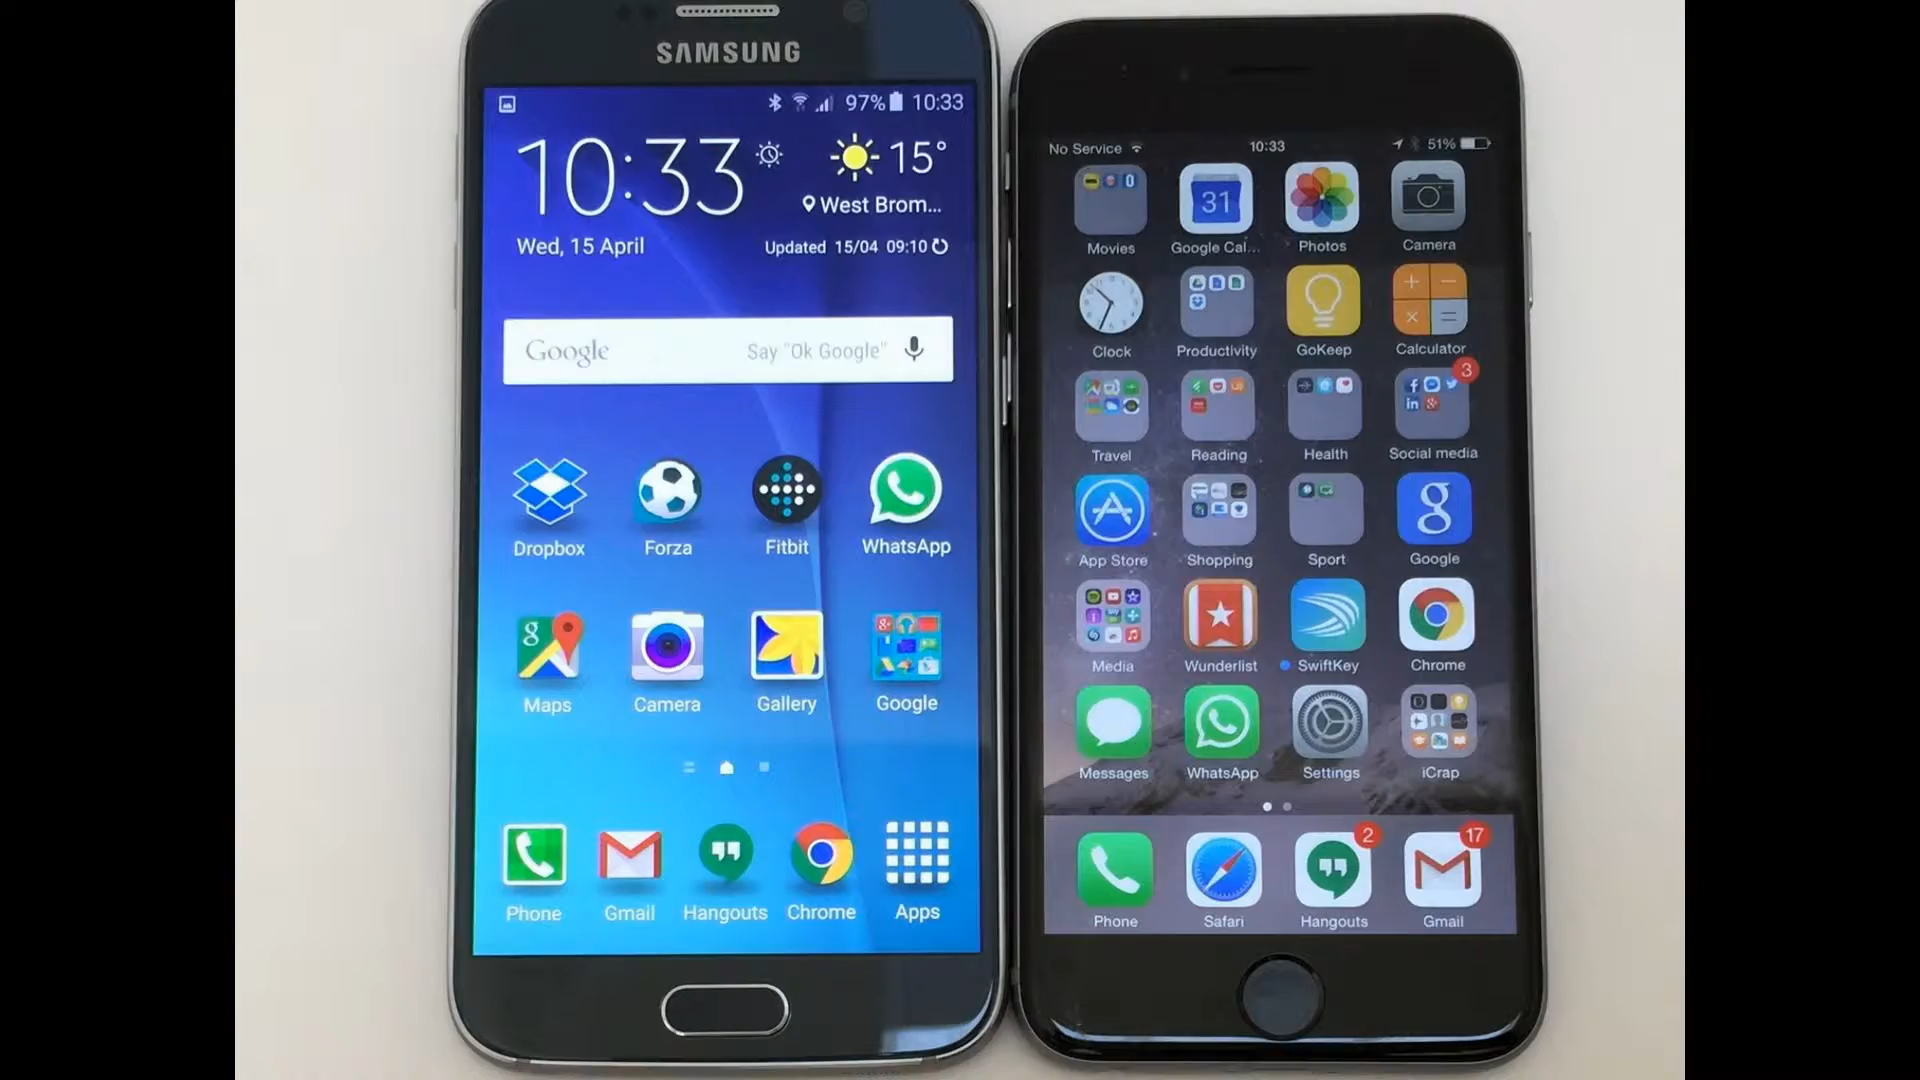 SAMSUNG
97% 10:33
10:33
15°
West Brom...
Wed, 15 April
Updated 15/04 09:10
Google Say "Ok Google"
Dropbox Forza Fitbit WhatsApp
g
Maps Camera Gallery Google
Phone Gmail Hangouts Chrome Apps
No Service 10:33 51%
31
Movies Google Cal... Photos Camera
Clock Productivity GoKeep Calculator
3
f
in
Travel Reading Health Social media
g
App Store Shopping Sport Google
Media Wunderlist SwiftKey Chrome
Messages WhatsApp Settings iCrap
2 17
Phone Safari Hangouts Gmail